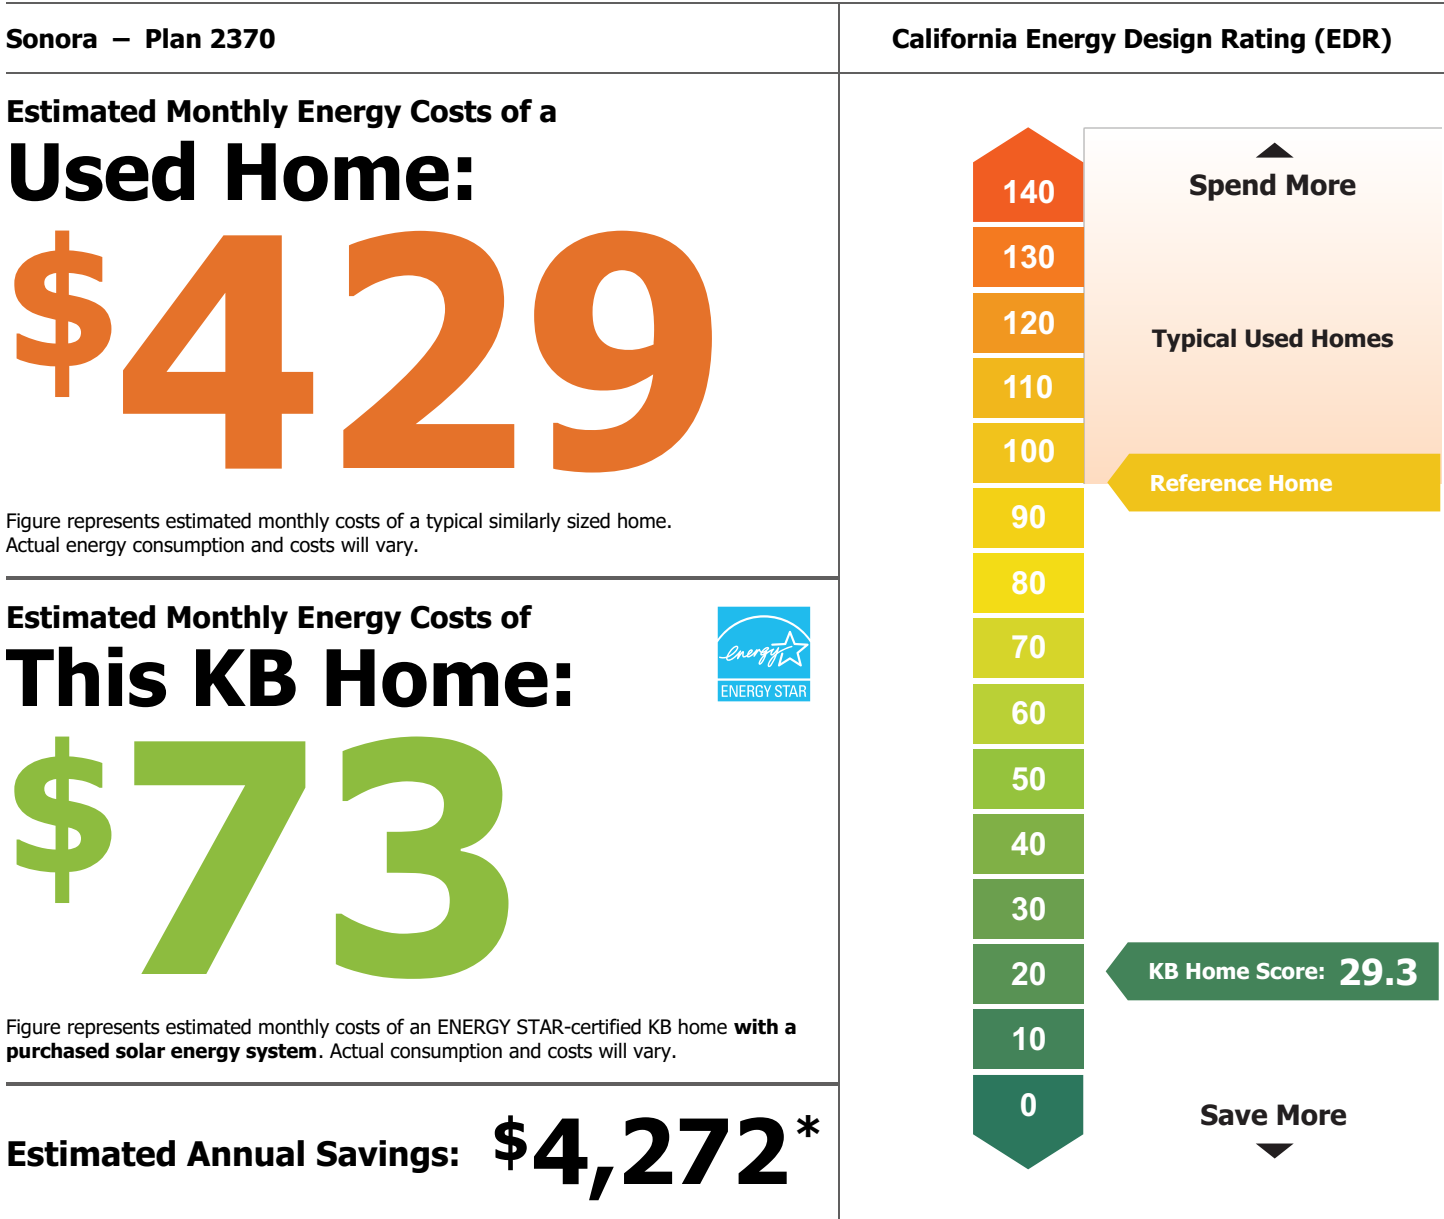 Sonora – Plan 2370
Estimated Monthly Energy Costs of a
Used Home:
$429
Figure represents estimated monthly costs of a typical similarly sized home.
Actual energy consumption and costs will vary.
Estimated Monthly Energy Costs of
This KB Home:
energy
ENERGY STAR
$73
Figure represents estimated monthly costs of an ENERGY STAR-certified KB home with a
purchased solar energy system. Actual consumption and costs will vary.
Estimated Annual Savings: $4,272*
California Energy Design Rating (EDR)
Spend More
140
130
120
Typical Used Homes
110
100
Reference Home
90
80
70
60
50
40
30
20
KB Home Score: 29.3
10
0
Save More